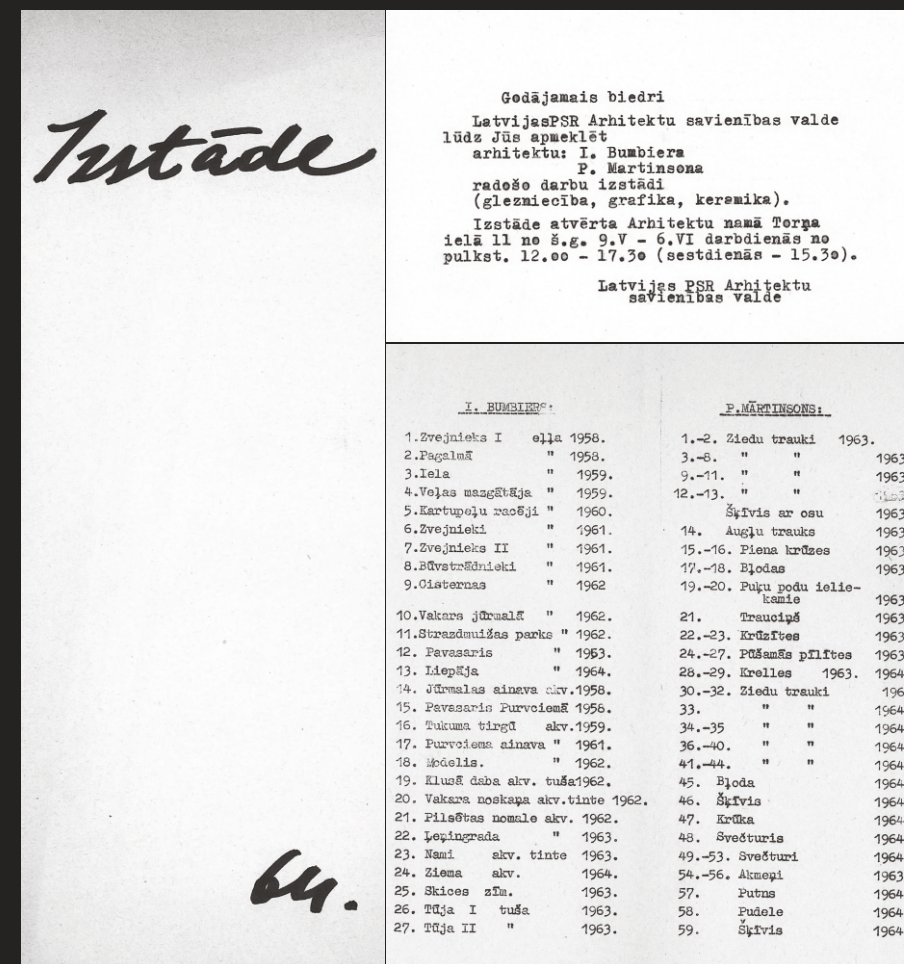 Izstāde
64.
Godājamais biedri
LatvijasPSR Arhitektu savienības valde
lūdz Jūs apmeklēt
arhitektu: I. Bumbiera
P. Martinsona
radošo darbu izstādi
(glezniecība, grafika, keramika).
Izstāde atvērta Arhitektu namā Torņa
ielā 11 no š.g. 9.V - 6.VI darbdienās no
pulkst. 12.oo - 17.3o (sestdienās - 15.3o).
Latvijas PSR Arhitektu
savienības valde
I. BUMBIERS:
1.Zvejnieks I eļļa 1958.
2.Pagalmā " 1958.
3.Iela " 1959.
4.Veļas mazgātāja " 1959.
5.Kartupeļu racēji " 1960.
6.Zvejnieki " 1961.
7.Zvejnieks II " 1961.
8.Būvstrādnieki " 1961.
9.Cisternas " 1962
10.Vakars jūrmalā " 1962.
11.Strazdmuižas parks " 1962.
12. Pavasaris " 1963.
13. Liepāja " 1964.
14. Jūrmalas ainava akv.1958.
15. Pavasaris Purvciemā 1958.
16. Tukuma tirgū akv.1959.
17. Purvciema ainava " 1961.
18. Modelis. " 1962.
19. Klusā daba akv. tuša1962.
20. Vakara noskaņa akv.tinte 1962.
21. Pilsētas nomale akv. 1962.
22. Ļeņingrada " 1963.
23. Nami akv. tinte 1963.
24. Ziema akv. 1964.
25. Skices zīm. 1963.
26. Tūja I tuša 1963.
27. Tūja II " 1963.
P.MĀRTINSONS:
1.-2. Ziedu trauki 1963.
3.-8. " " 1963
9.-11. " " 1963
12.-13. " "
Šķīvis ar osu 1963
14. Augļu trauks 1963
15.-16. Piena krūzes 1963
17.-18. Bļodas 1963
19.-20. Puķu podu ielie-
kamie 1963
21. Trauciņš 1963
22.-23. Krūzītes 1963
24.-27. Pūšamās pīlītes 1963
28.-29. Krelles 1963. 1964
30.-32. Ziedu trauki 196
33. " " 1964
34.-35 " " 1964
36.-40. " " 1964
41.-44. " " 1964
45. Bļoda 1964
46. Šķīvis 1964
47. Krūka 1964
48. Svečturis 1964
49.-53. Svečturi 1964
54.-56. Akmeņi 1963
57. Putns 1964
58. Pudele 1964
59. Šķīvis 1964